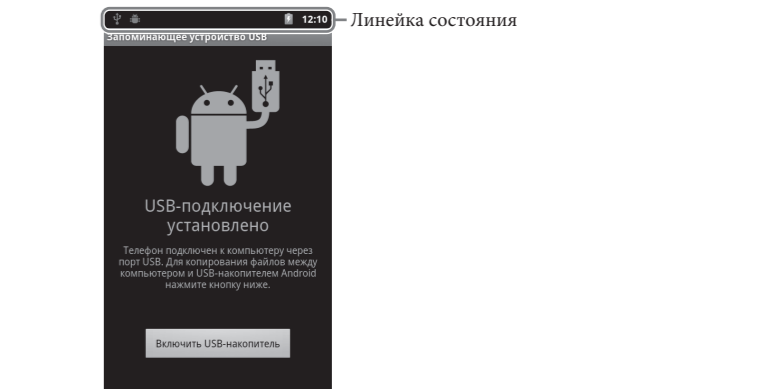 12:10
Линейка состояния
Запоминающее устройство USB
USB-подключение
установлено
Телефон подключен к компьютеру через
порт USB. Для копирования файлов между
компьютером и USB-накопителем Android
нажмите кнопку ниже.
Включить USB-накопитель